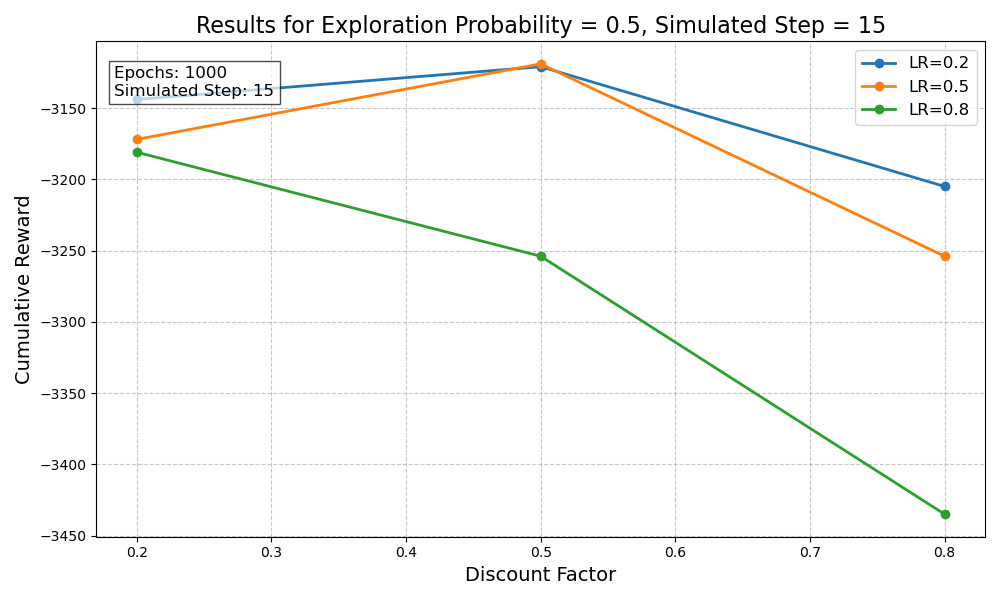 Results for Exploration Probability = 0.5, Simulated Step = 15
Epochs: 1000
Simulated Step: 15
LR=0.2
LR=0.5
LR=0.8
Cumulative Reward
−3150
−3200
−3250
−3300
−3350
−3400
−3450
0.2 0.3 0.4 0.5 0.6 0.7 0.8
Discount Factor